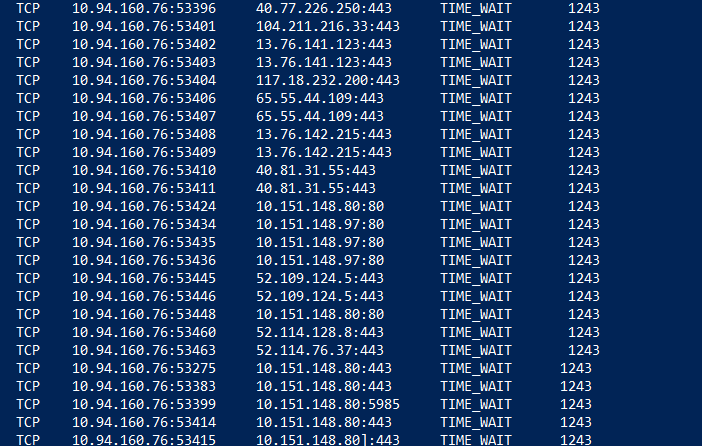 TCP 10.94.160.76:53396 40.77.226.250:443 TIME_WAIT 1243
TCP 10.94.160.76:53401 104.211.216.33:443 TIME_WAIT 1243
TCP 10.94.160.76:53402 13.76.141.123:443 TIME_WAIT 1243
TCP 10.94.160.76:53403 13.76.141.123:443 TIME_WAIT 1243
TCP 10.94.160.76:53404 117.18.232.200:443 TIME_WAIT 1243
TCP 10.94.160.76:53406 65.55.44.109:443 TIME_WAIT 1243
TCP 10.94.160.76:53407 65.55.44.109:443 TIME_WAIT 1243
TCP 10.94.160.76:53408 13.76.142.215:443 TIME_WAIT 1243
TCP 10.94.160.76:53409 13.76.142.215:443 TIME_WAIT 1243
TCP 10.94.160.76:53410 40.81.31.55:443 TIME_WAIT 1243
TCP 10.94.160.76:53411 40.81.31.55:443 TIME_WAIT 1243
TCP 10.94.160.76:53424 10.151.148.80:80 TIME_WAIT 1243
TCP 10.94.160.76:53434 10.151.148.97:80 TIME_WAIT 1243
TCP 10.94.160.76:53435 10.151.148.97:80 TIME_WAIT 1243
TCP 10.94.160.76:53436 10.151.148.97:80 TIME_WAIT 1243
TCP 10.94.160.76:53445 52.109.124.5:443 TIME_WAIT 1243
TCP 10.94.160.76:53446 52.109.124.5:443 TIME_WAIT 1243
TCP 10.94.160.76:53448 10.151.148.80:80 TIME_WAIT 1243
TCP 10.94.160.76:53460 52.114.128.8:443 TIME_WAIT 1243
TCP 10.94.160.76:53463 52.114.76.37:443 TIME_WAIT 1243
TCP 10.94.160.76:53275 10.151.148.80:443 TIME_WAIT 1243
TCP 10.94.160.76:53383 10.151.148.80:443 TIME_WAIT 1243
TCP 10.94.160.76:53399 10.151.148.80:5985 TIME_WAIT 1243
TCP 10.94.160.76:53414 10.151.148.80:443 TIME_WAIT 1243
TCP 10.94.160.76:53415 10.151.148.80]:443 TIME_WAIT 1243